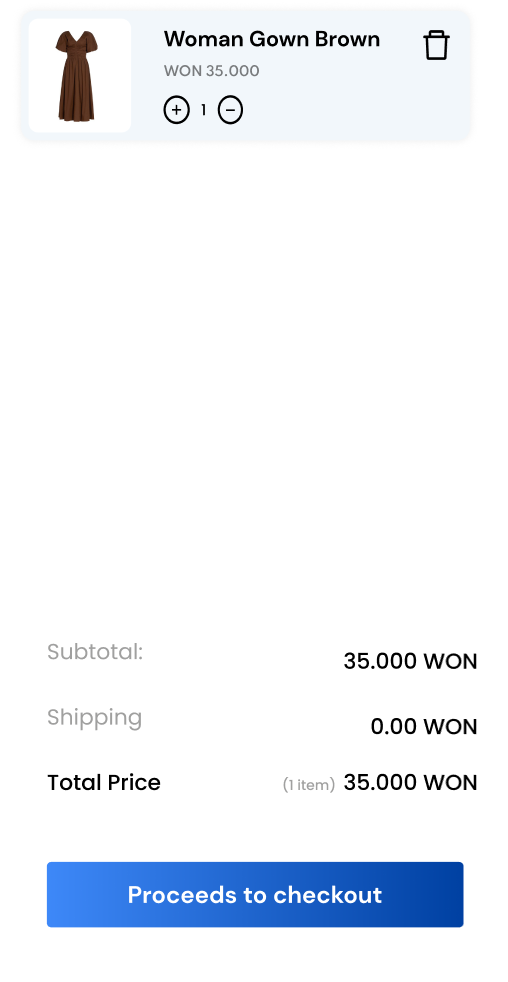 Woman Gown Brown
WON 35.000
+ 1 −
Subtotal:
35.000 WON
Shipping
0.00 WON
Total Price (1 item) 35.000 WON
Proceeds to checkout